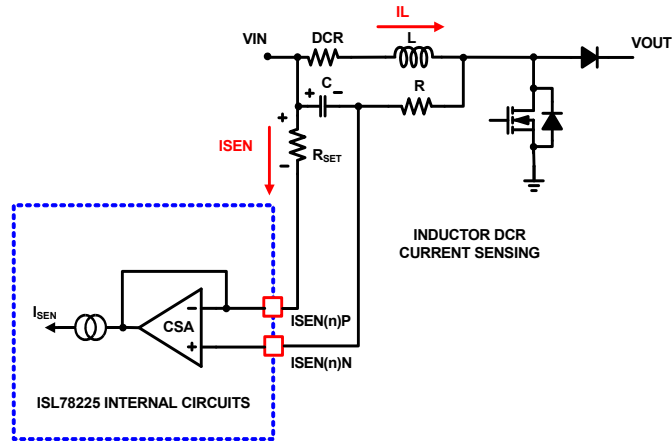 IL
VIN
DCR
L
VOUT
+
C
−
R
+
ISEN
−
RSET
INDUCTOR DCR
CURRENT SENSING
ISEN
−
CSA
+
ISEN(n)P
ISEN(n)N
ISL78225 INTERNAL CIRCUITS